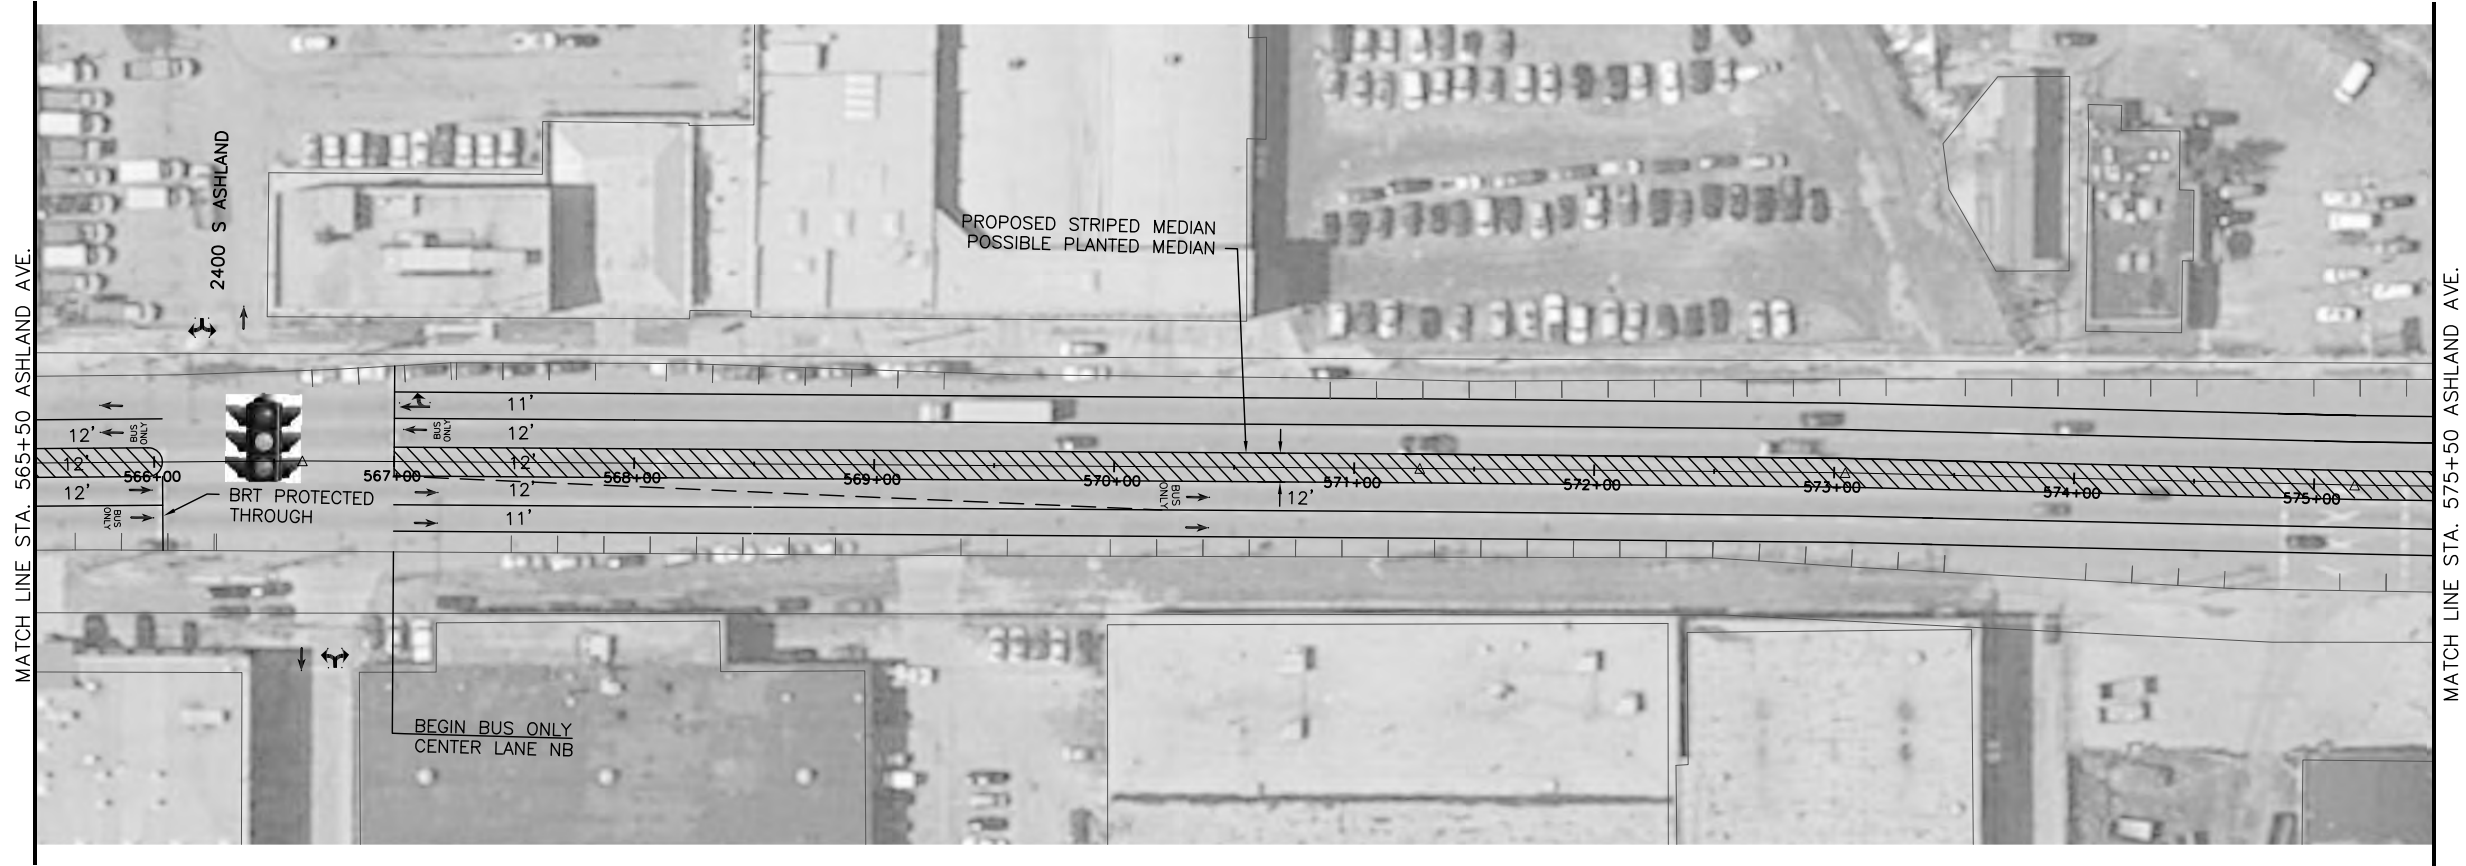 MATCH LINE STA. 565+50 ASHLAND AVE.
2400 S ASHLAND
PROPOSED STRIPED MEDIAN
POSSIBLE PLANTED MEDIAN
11'
12'
BUS
ONLY
BUS
ONLY
12'
12'
12'
566+00
567+00
568+00
569+00
570+00
571+00
572+00
573+00
574+00
575+00
12'
12'
BUS
ONLY
12'
BRT PROTECTED
THROUGH
BUS
ONLY
11'
BEGIN BUS ONLY
CENTER LANE NB
MATCH LINE STA. 575+50 ASHLAND AVE.